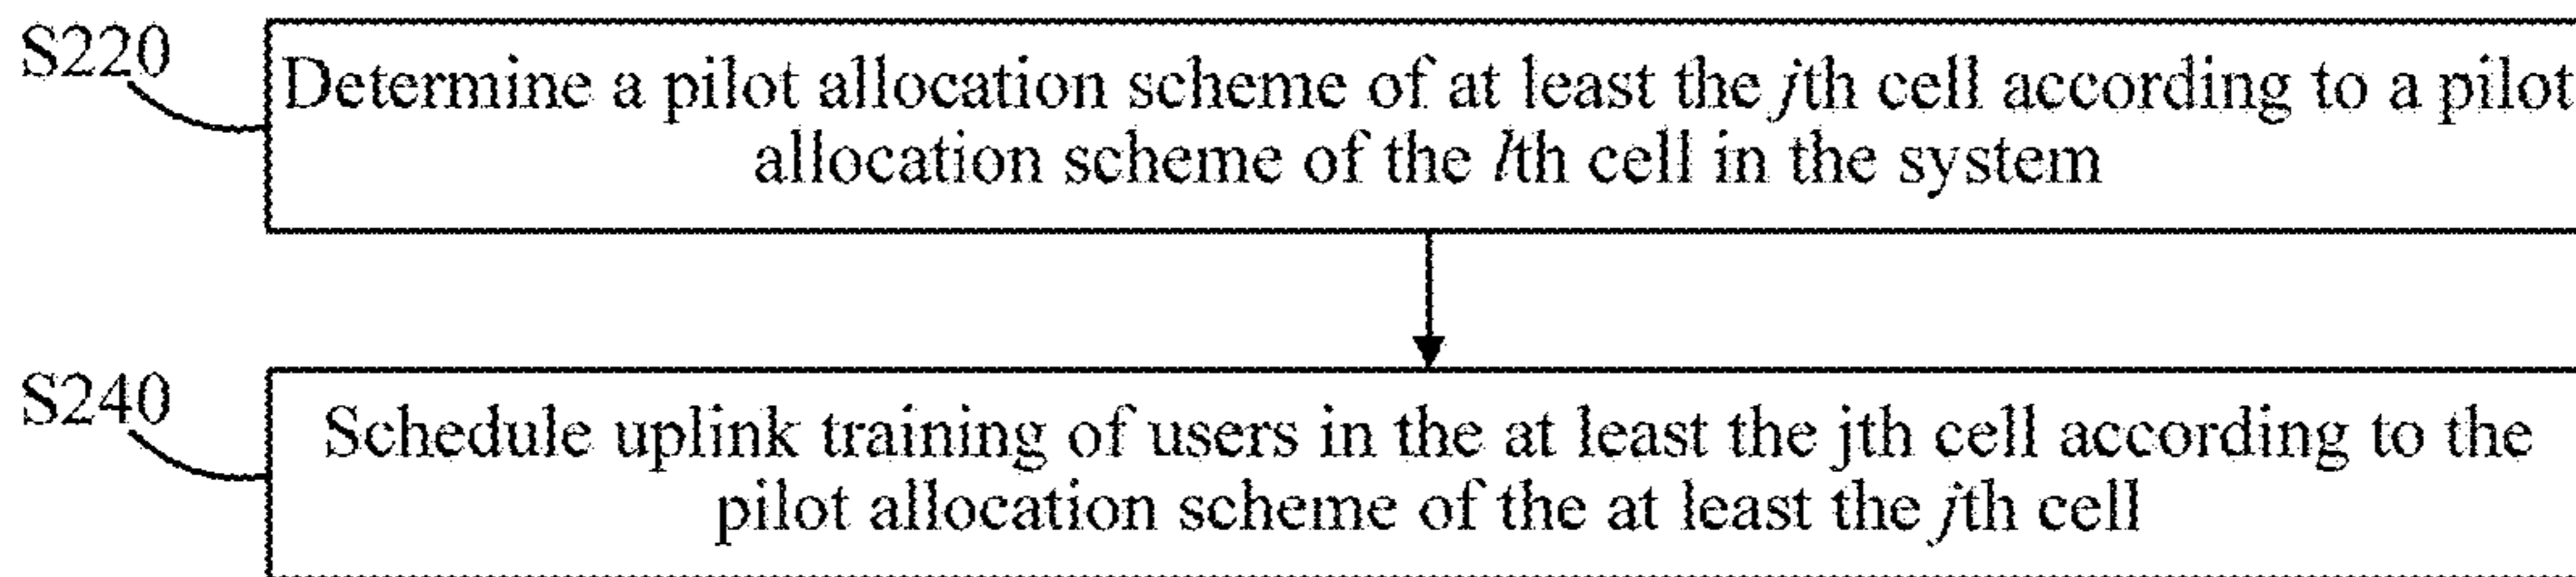 S220
Determine a pilot allocation scheme of at least the jth cell according to a pilot
allocation scheme of the lth cell in the system
S240
Schedule uplink training of users in the at least the jth cell according to the
pilot allocation scheme of the at least the jth cell